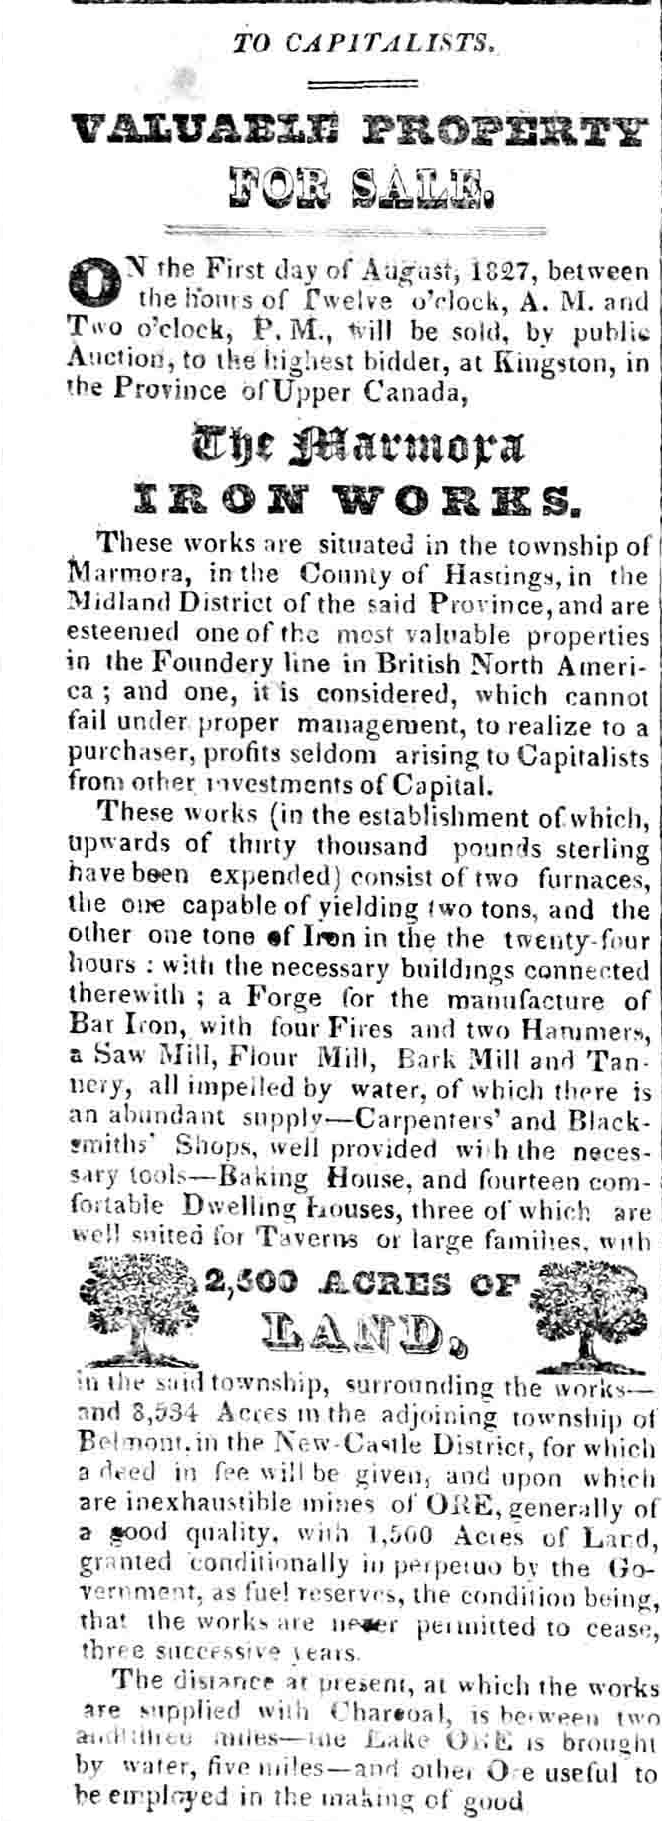 TO CAPITALISTS.
VALUABLE PROPERTY
FOR SALE.
ON the First day of August, 1827, between
the hours of Twelve o'clock, A. M. and
Two o'clock, P. M., will be sold, by public
Auction, to the highest bidder, at Kingston, in
the Province of Upper Canada,
The Marmora
IRON WORKS.
These works are situated in the township of
Marmora, in the County of Hastings, in the
Midland District of the said Province, and are
esteemed one of the most valuable properties
in the Foundery line in British North Ameri-
ca ; and one, it is considered, which cannot
fail under proper management, to realize to a
purchaser, profits seldom arising to Capitalists
from other investments of Capital.
These works (in the establishment of which,
upwards of thirty thousand pounds sterling
have been expended) consist of two furnaces,
the one capable of yielding two tons, and the
other one tone of Iron in the the twenty-four
hours : with the necessary buildings connected
therewith ; a Forge for the manufacture of
Bar Iron, with four Fires and two Hammers,
a Saw Mill, Flour Mill, Bark Mill and Tan-
nery, all impelled by water, of which there is
an abundant supply—Carpenters' and Black-
smiths' Shops, well provided with the neces-
sary tools—Baking House, and fourteen com-
fortable Dwelling houses, three of which are
well suited for Taverns or large families, with
2,500 ACRES OF
LAND,
in the said township, surrounding the works—
and 8,534 Acres in the adjoining township of
Belmont, in the New-Castle District, for which
a deed in fee will be given, and upon which
are inexhaustible mines of ORE, generally of
a good quality, with 1,500 Acres of Land,
granted conditionally in perpetuo by the Go-
vernment, as fuel reserves, the condition being,
that the works are never permitted to cease,
three successive years.
The distance at present, at which the works
are supplied with Charcoal, is between two
and three miles—the Lake ORE is brought
by water, five miles—and other Ore useful to
be employed in the making of good